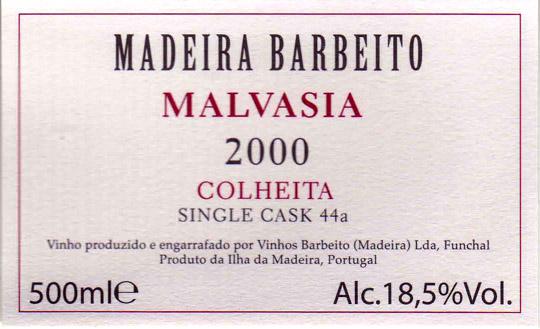 MADEIRA BARBEITO
MALVASIA
2000
COLHEITA
SINGLE CASK 44a
Vinho produzido e engarrafado por Vinhos Barbeito (Madeira) Lda, Funchal
Produto da Ilha da Madeira, Portugal
500ml℮ Alc.18,5%Vol.